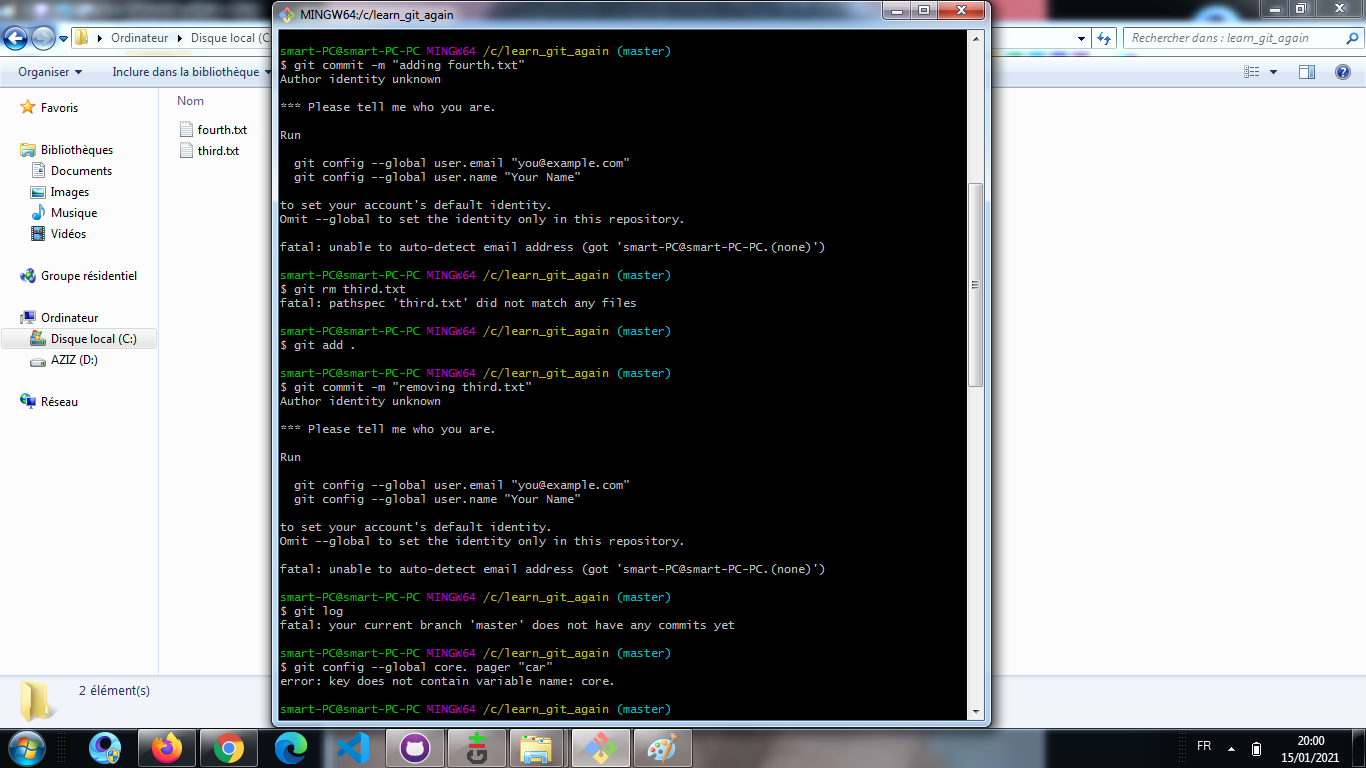 MINGW64:/c/learn_git_again
Ordinateur
Disque local (C
Rechercher dans : learn_git_again
Organiser
Inclure dans la bibliothèque
Favoris
Bibliothèques
Documents
Images
Musique
Vidéos
Groupe résidentiel
Ordinateur
Disque local (C:)
AZIZ (D:)
Réseau
Nom
fourth.txt
third.txt
2 élément(s)
smart-PC@smart-PC-PC MINGW64 /c/learn_git_again (master)
$ git commit -m "adding fourth.txt"
Author identity unknown
*** Please tell me who you are.
Run
git config --global user.email "you@example.com"
git config --global user.name "Your Name"
to set your account's default identity.
Omit --global to set the identity only in this repository.
fatal: unable to auto-detect email address (got 'smart-PC@smart-PC-PC.(none)')
smart-PC@smart-PC-PC MINGW64 /c/learn_git_again (master)
$ git rm third.txt
fatal: pathspec 'third.txt' did not match any files
smart-PC@smart-PC-PC MINGW64 /c/learn_git_again (master)
$ git add .
smart-PC@smart-PC-PC MINGW64 /c/learn_git_again (master)
$ git commit -m "removing third.txt"
Author identity unknown
*** Please tell me who you are.
Run
git config --global user.email "you@example.com"
git config --global user.name "Your Name"
to set your account's default identity.
Omit --global to set the identity only in this repository.
fatal: unable to auto-detect email address (got 'smart-PC@smart-PC-PC.(none)')
smart-PC@smart-PC-PC MINGW64 /c/learn_git_again (master)
$ git log
fatal: your current branch 'master' does not have any commits yet
smart-PC@smart-PC-PC MINGW64 /c/learn_git_again (master)
$ git config --global core. pager "car"
error: key does not contain variable name: core.
smart-PC@smart-PC-PC MINGW64 /c/learn_git_again (master)
FR
20:00
15/01/2021